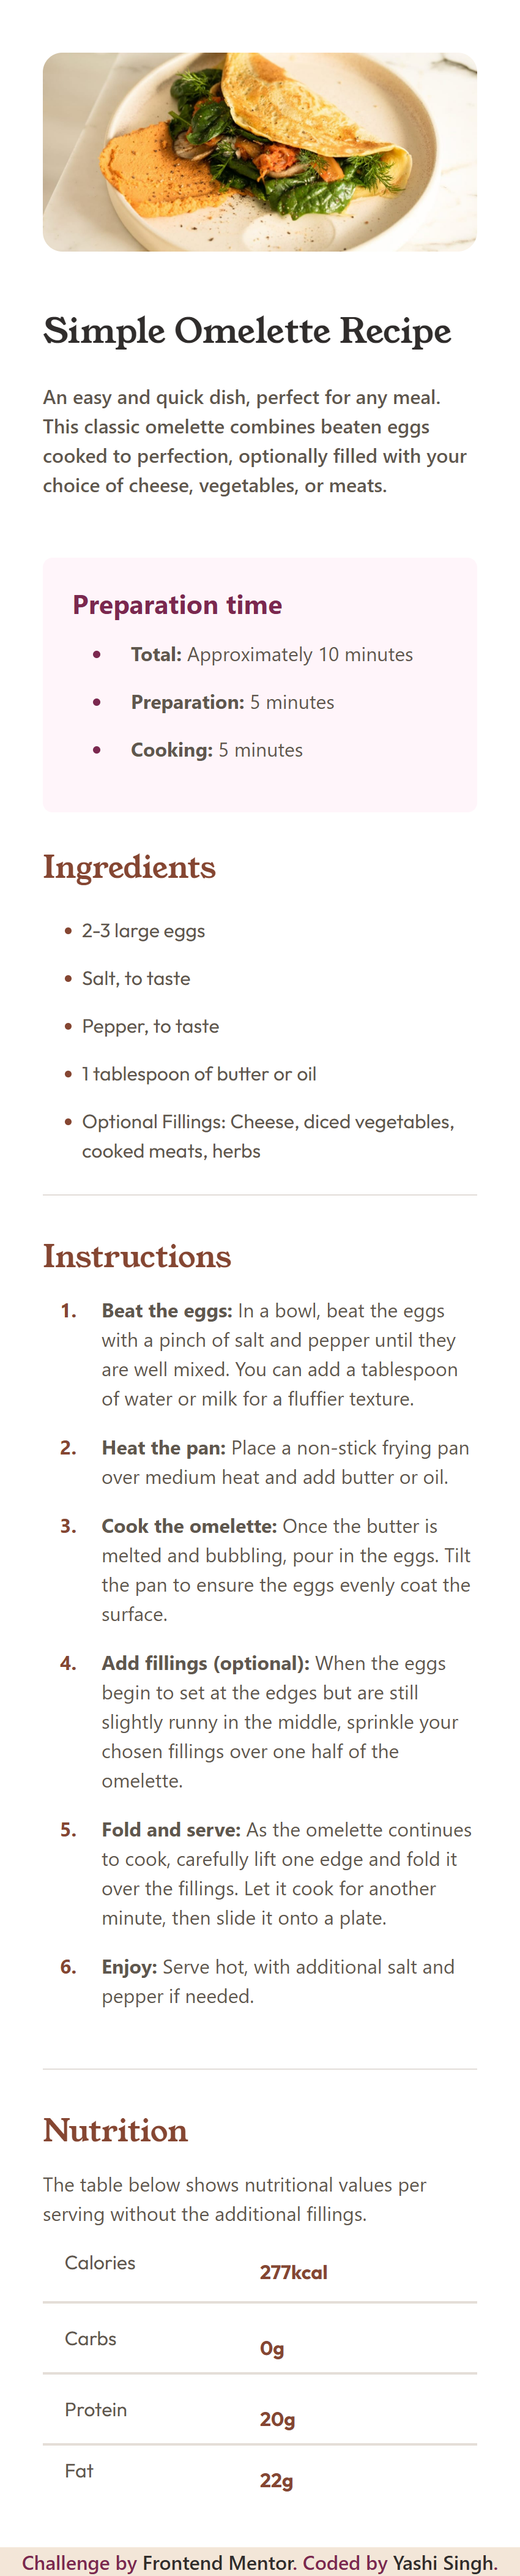 Simple Omelette Recipe
An easy and quick dish, perfect for any meal.
This classic omelette combines beaten eggs
cooked to perfection, optionally filled with your
choice of cheese, vegetables, or meats.
Preparation time
• Total: Approximately 10 minutes
• Preparation: 5 minutes
• Cooking: 5 minutes
Ingredients
• 2-3 large eggs
• Salt, to taste
• Pepper, to taste
• 1 tablespoon of butter or oil
• Optional Fillings: Cheese, diced vegetables,
cooked meats, herbs
Instructions
1. Beat the eggs: In a bowl, beat the eggs
with a pinch of salt and pepper until they
are well mixed. You can add a tablespoon
of water or milk for a fluffier texture.
2. Heat the pan: Place a non-stick frying pan
over medium heat and add butter or oil.
3. Cook the omelette: Once the butter is
melted and bubbling, pour in the eggs. Tilt
the pan to ensure the eggs evenly coat the
surface.
4. Add fillings (optional): When the eggs
begin to set at the edges but are still
slightly runny in the middle, sprinkle your
chosen fillings over one half of the
omelette.
5. Fold and serve: As the omelette continues
to cook, carefully lift one edge and fold it
over the fillings. Let it cook for another
minute, then slide it onto a plate.
6. Enjoy: Serve hot, with additional salt and
pepper if needed.
Nutrition
The table below shows nutritional values per
serving without the additional fillings.
Calories 277kcal
Carbs 0g
Protein 20g
Fat 22g
Challenge by Frontend Mentor. Coded by Yashi Singh.